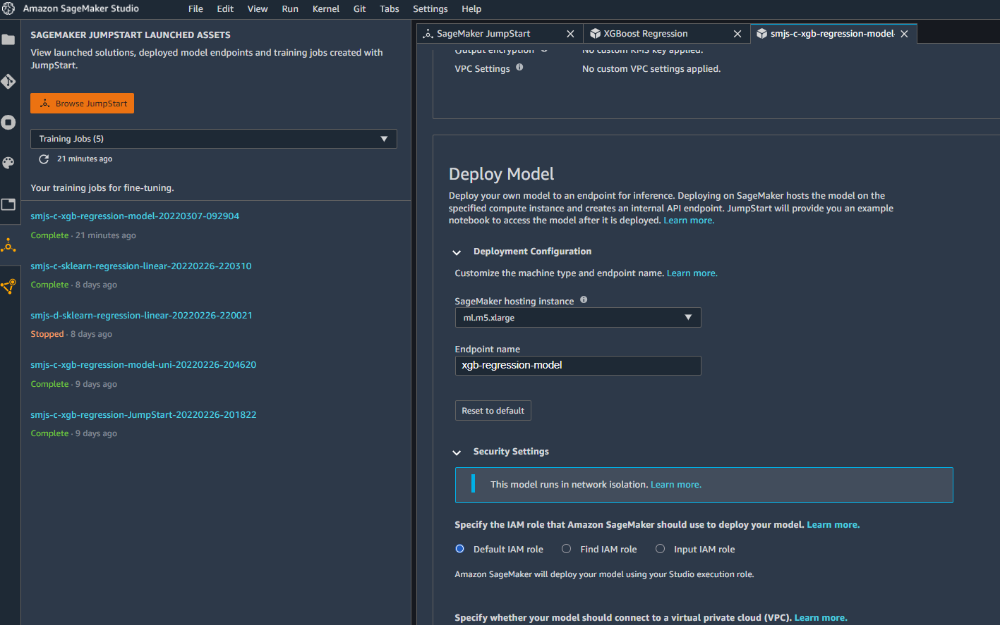 Amazon SageMaker Studio
File Edit View Run Kernel Git Tabs Settings Help
SAGEMAKER JUMPSTART LAUNCHED ASSETS
View launched solutions, deployed model endpoints and training jobs created with
JumpStart.
Browse JumpStart
Training Jobs (5)
21 minutes ago
Your training jobs for fine-tuning.
smjs-c-xgb-regression-model-20220307-092904
Complete · 21 minutes ago
smjs-c-sklearn-regression-linear-20220226-220310
Complete · 8 days ago
smjs-d-sklearn-regression-linear-20220226-220021
Stopped · 8 days ago
smjs-c-xgb-regression-model-uni-20220226-204620
Complete · 9 days ago
smjs-c-xgb-regression-JumpStart-20220226-201822
Complete · 9 days ago
SageMaker JumpStart
XGBoost Regression
smjs-c-xgb-regression-model-
Output encryption No custom KMS key applied.
VPC Settings No custom VPC settings applied.
Deploy Model
Deploy your own model to an endpoint for inference. Deploying on SageMaker hosts the model on the
specified compute instance and creates an internal API endpoint. JumpStart will provide you an example
notebook to access the model after it is deployed. Learn more.
Deployment Configuration
Customize the machine type and endpoint name. Learn more.
SageMaker hosting instance
ml.m5.xlarge
Endpoint name
xgb-regression-model
Reset to default
Security Settings
This model runs in network isolation. Learn more.
Specify the IAM role that Amazon SageMaker should use to deploy your model. Learn more.
Default IAM role Find IAM role Input IAM role
Amazon SageMaker will deploy your model using your Studio execution role.
Specify whether your model should connect to a virtual private cloud (VPC). Learn more.